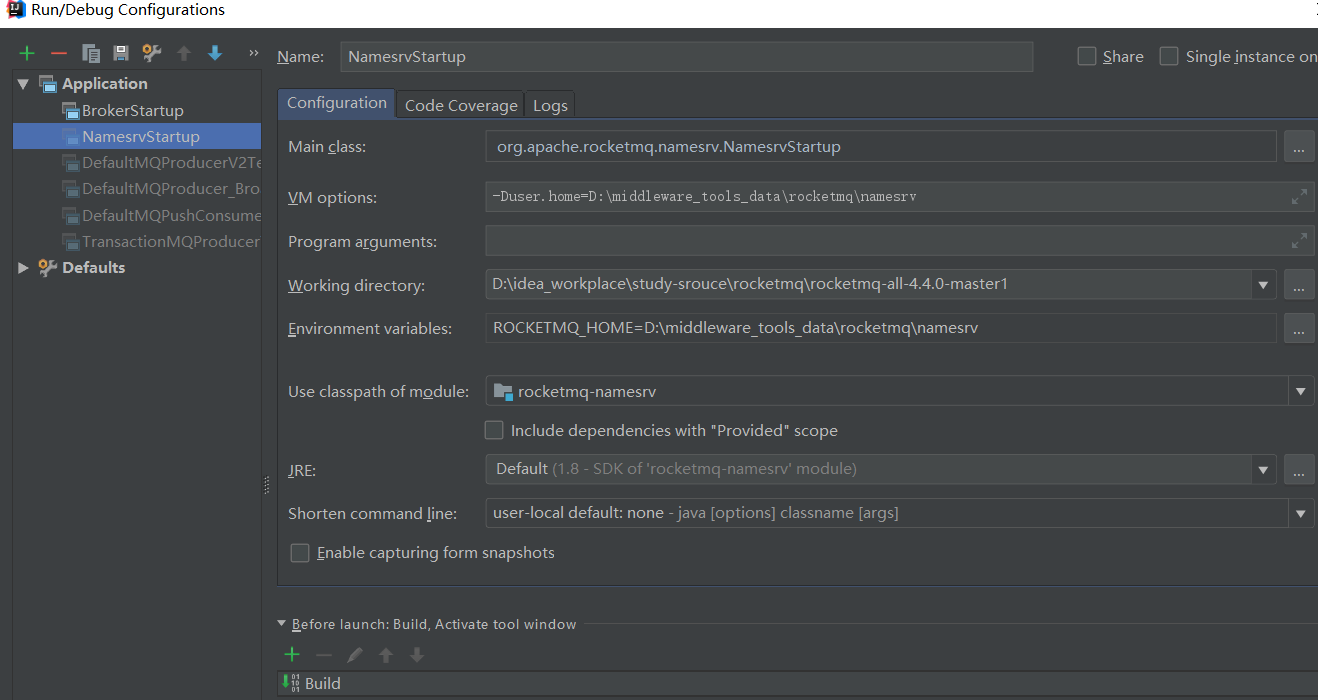 Run/Debug Configurations
Name: NamesrvStartup Share Single instance on
Application
BrokerStartup
NamesrvStartup
DefaultMQProducerV2Te
DefaultMQProducer_Bro
DefaultMQPushConsume
TransactionMQProducer
Defaults
Configuration Code Coverage Logs
Main class: org.apache.rocketmq.namesrv.NamesrvStartup ...
VM options: -Duser.home=D:\middleware_tools_data\rocketmq\namesrv
Program arguments:
Working directory: D:\idea_workplace\study-srouce\rocketmq\rocketmq-all-4.4.0-master1 ...
Environment variables: ROCKETMQ_HOME=D:\middleware_tools_data\rocketmq\namesrv ...
Use classpath of module: rocketmq-namesrv
Include dependencies with "Provided" scope
JRE: Default (1.8 - SDK of 'rocketmq-namesrv' module) ...
Shorten command line: user-local default: none - java [options] classname [args]
Enable capturing form snapshots
Before launch: Build, Activate tool window
Build